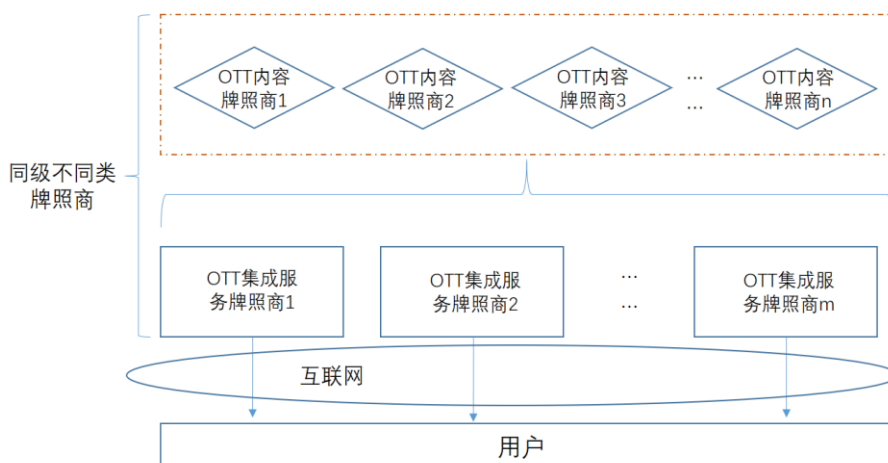 OTT内容
牌照商1
OTT内容
牌照商2
OTT内容
牌照商3
...
...
OTT内容
牌照商n
同级不同类
牌照商
OTT集成服
务牌照商1
OTT集成服
务牌照商2
...
...
OTT集成服
务牌照商m
互联网
用户